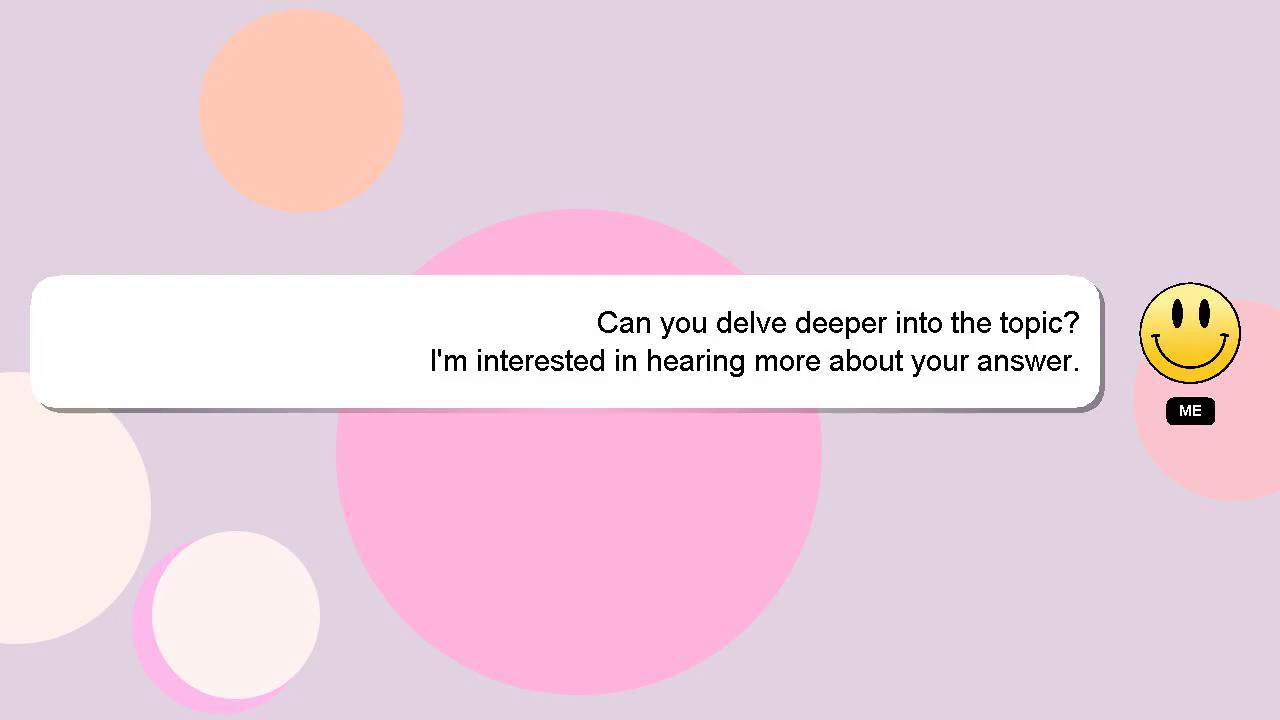 Can you delve deeper into the topic?
I'm interested in hearing more about your answer.
ME